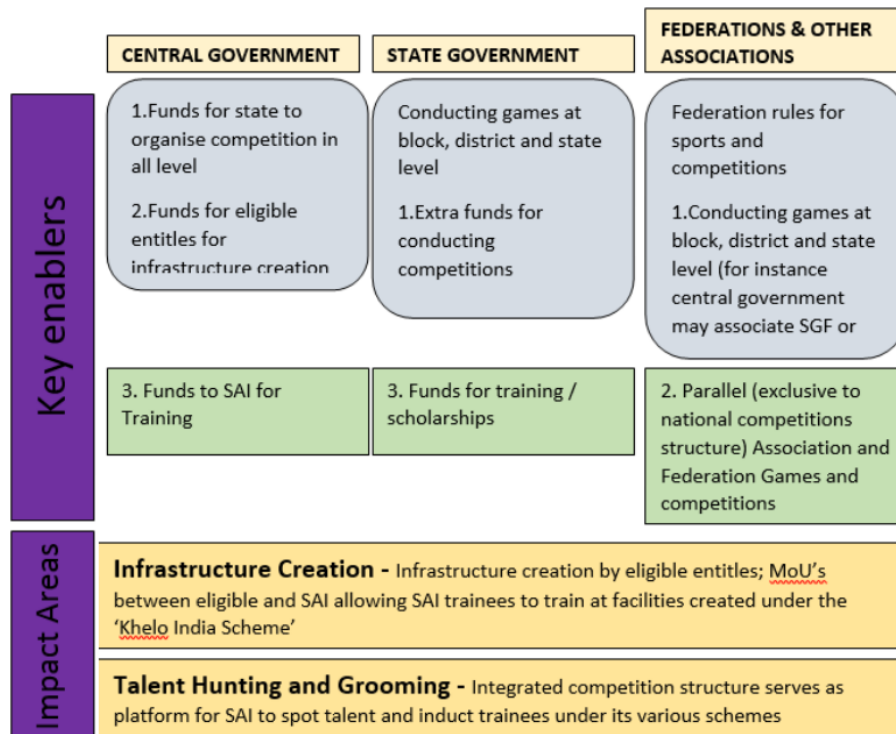 FEDERATIONS & OTHER
ASSOCIATIONS
CENTRAL GOVERNMENT
STATE GOVERNMENT
Key enablers
1.Funds for state to
organise competition in
all level
2.Funds for eligible
entitles for
infrastructure creation
Conducting games at
block, district and state
level
1.Extra funds for
conducting
competitions
Federation rules for
sports and
competitions
1.Conducting games at
block, district and state
level (for instance
central government
may associate SGF or
3. Funds to SAI for
Training
3. Funds for training /
scholarships
2. Parallel (exclusive to
national competitions
structure) Association and
Federation Games and
competitions
Impact Areas
Infrastructure Creation - Infrastructure creation by eligible entitles; MoU's
between eligible and SAI allowing SAI trainees to train at facilities created under the
'Khelo India Scheme'
Talent Hunting and Grooming - Integrated competition structure serves as
platform for SAI to spot talent and induct trainees under its various schemes